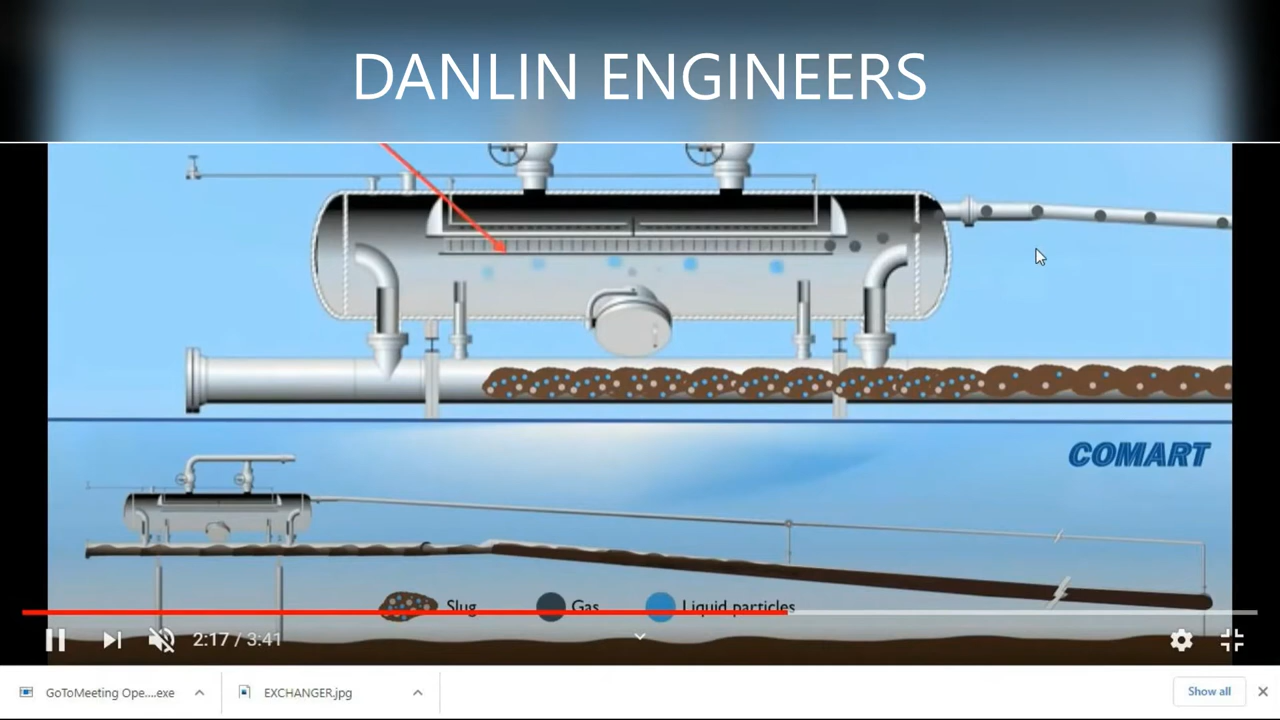 DANLIN ENGINEERS
COMART
Slug
Gas
Liquid particles
2:17 / 3:41
GoToMeeting Ope....exe
EXCHANGER.jpg
Show all